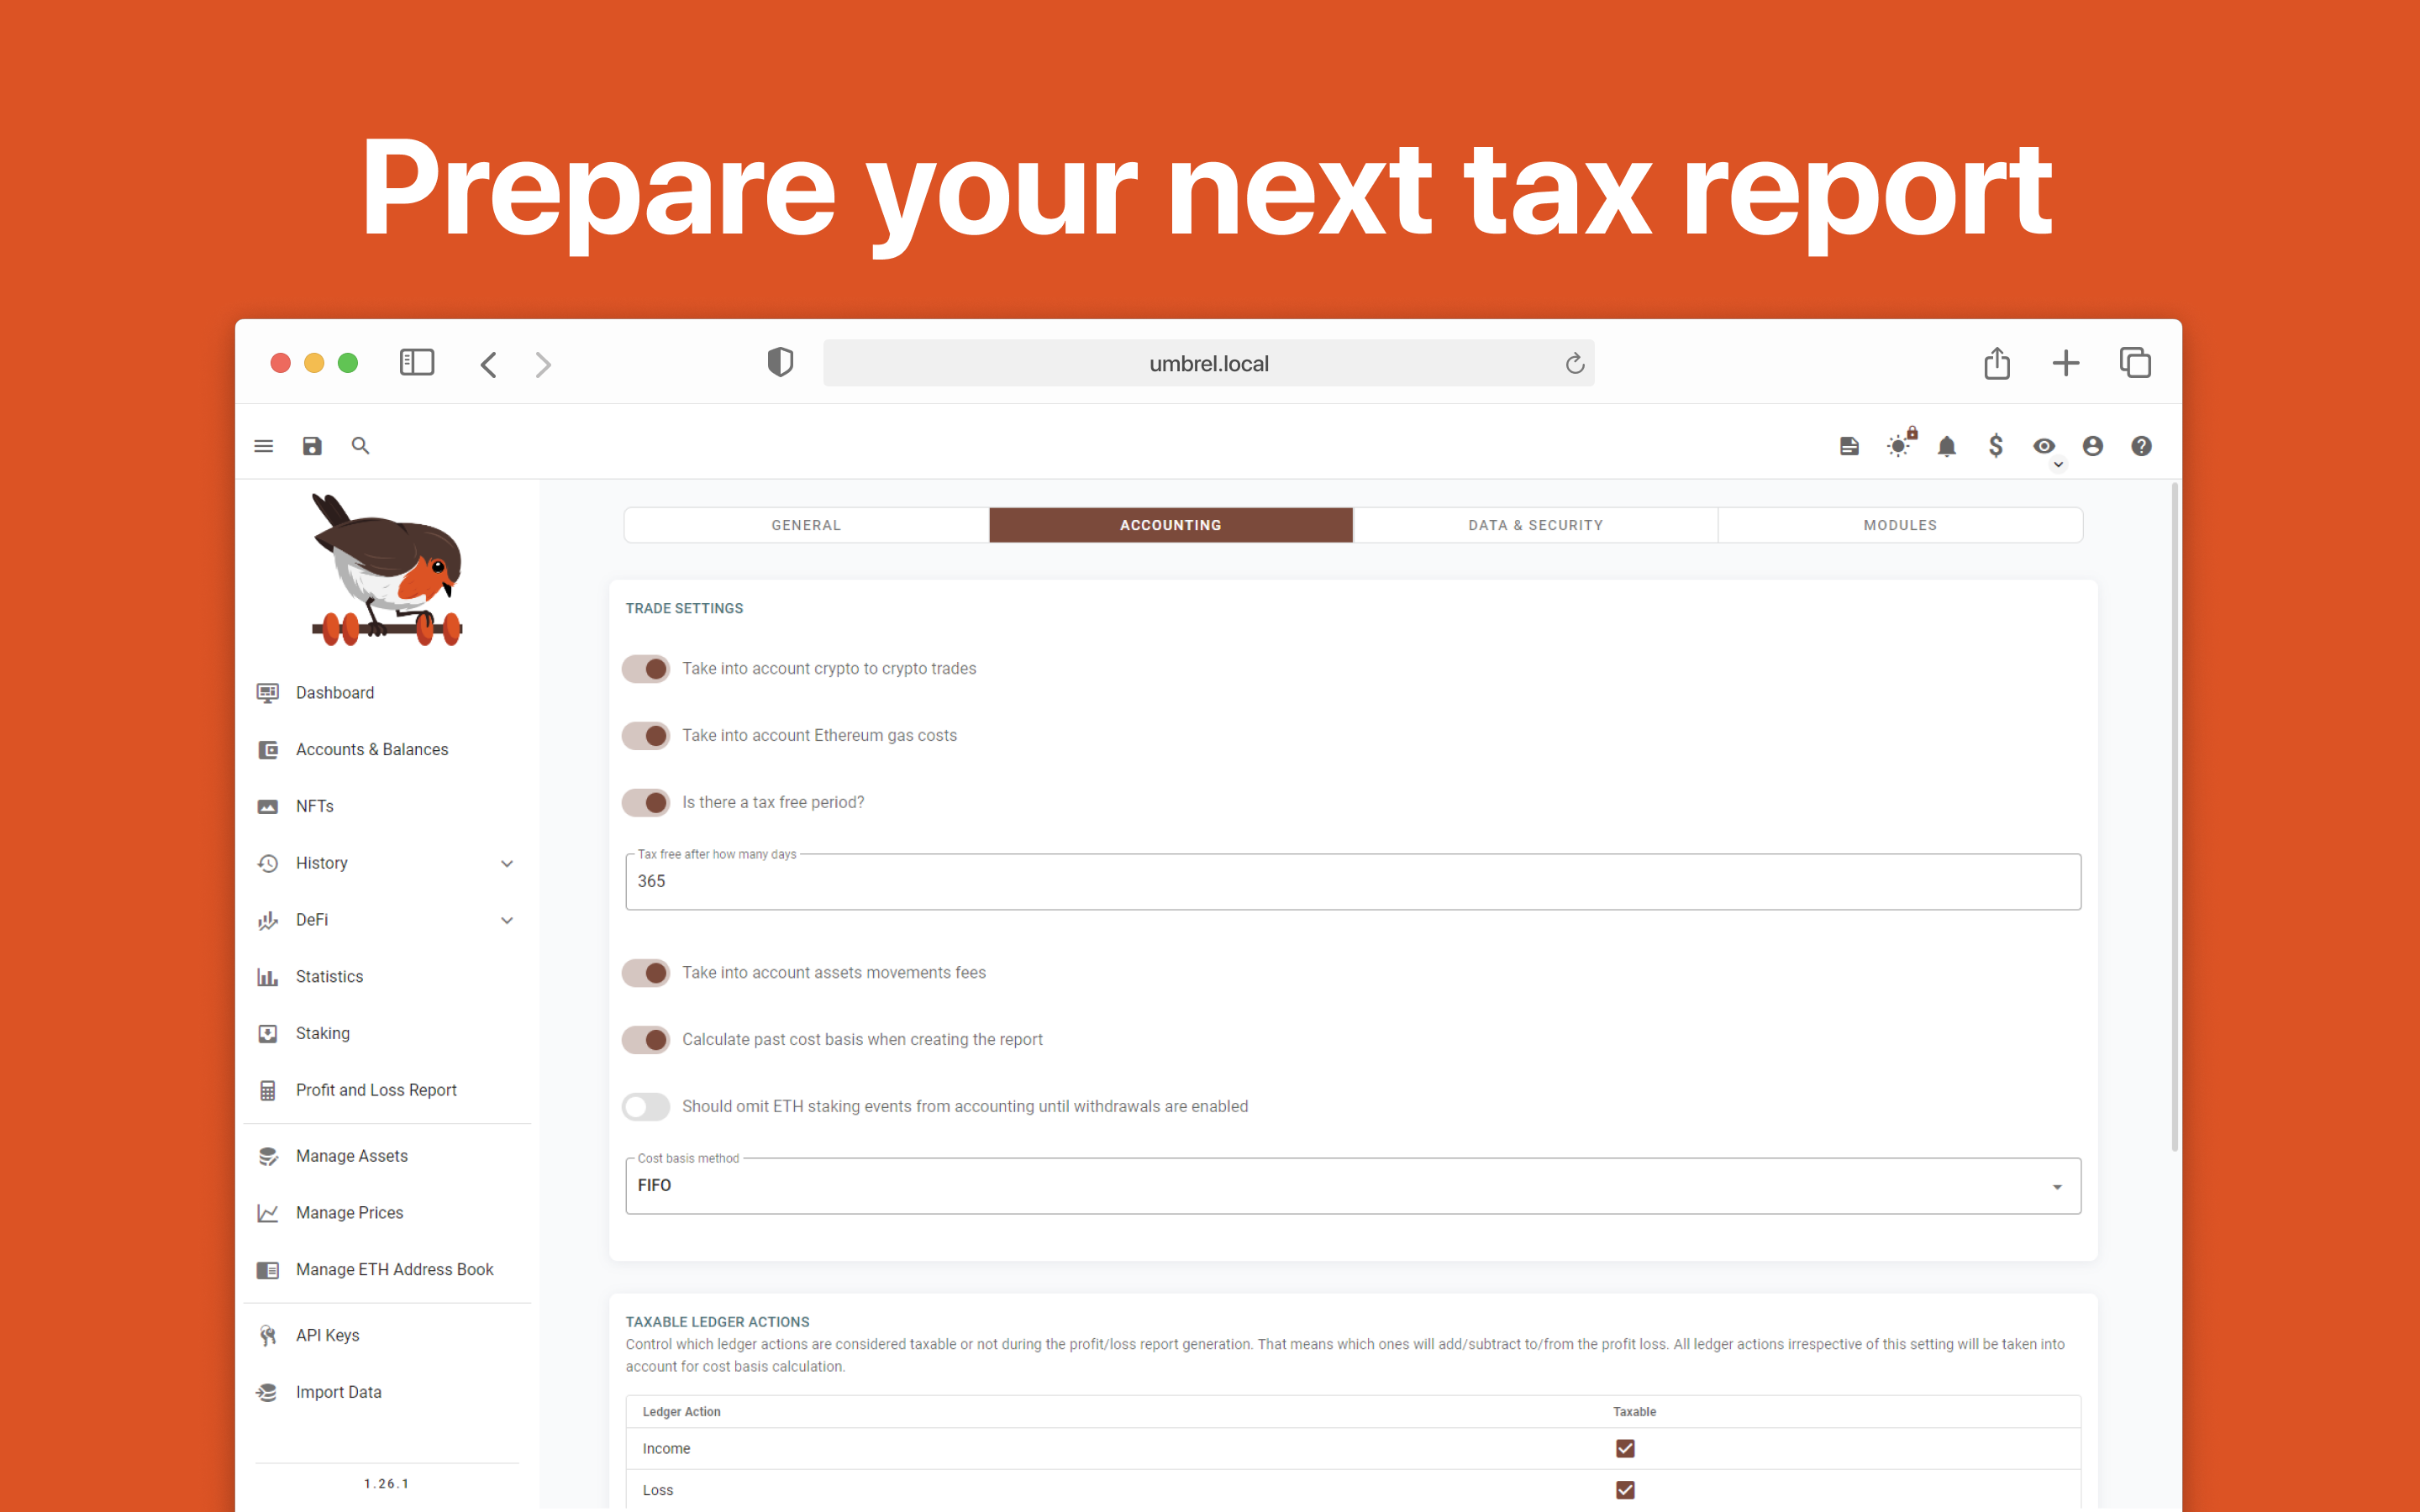 Prepare your next tax report
umbrel.local
GENERAL
ACCOUNTING
DATA & SECURITY
MODULES
Dashboard
Accounts & Balances
NFTs
History
DeFi
Statistics
Staking
Profit and Loss Report
Manage Assets
Manage Prices
Manage ETH Address Book
API Keys
Import Data
1.26.1
TRADE SETTINGS
Take into account crypto to crypto trades
Take into account Ethereum gas costs
Is there a tax free period?
Tax free after how many days
365
Take into account assets movements fees
Calculate past cost basis when creating the report
Should omit ETH staking events from accounting until withdrawals are enabled
Cost basis method
FIFO
TAXABLE LEDGER ACTIONS
Control which ledger actions are considered taxable or not during the profit/loss report generation. That means which ones will add/subtract to/from the profit loss. All ledger actions irrespective of this setting will be taken into
account for cost basis calculation.
Ledger Action Taxable
Income
Loss